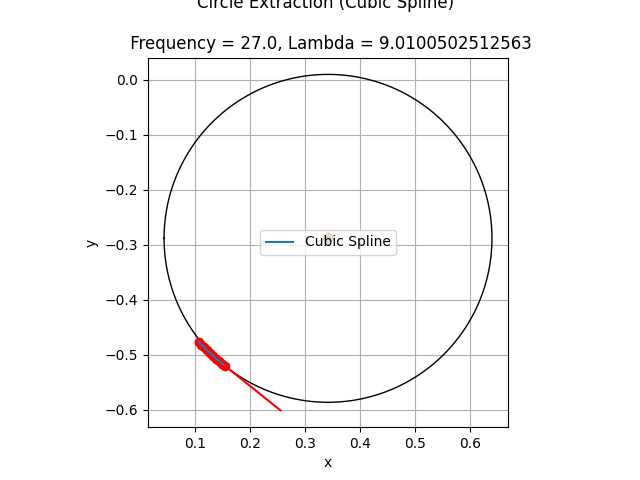 Circle Extraction (Cubic Spline)
Frequency = 27.0, Lambda = 9.0100502512563
0.0
−0.1
−0.2
−0.3
−0.4
−0.5
−0.6
y
Cubic Spline
0.1 0.2 0.3 0.4 0.5 0.6
x